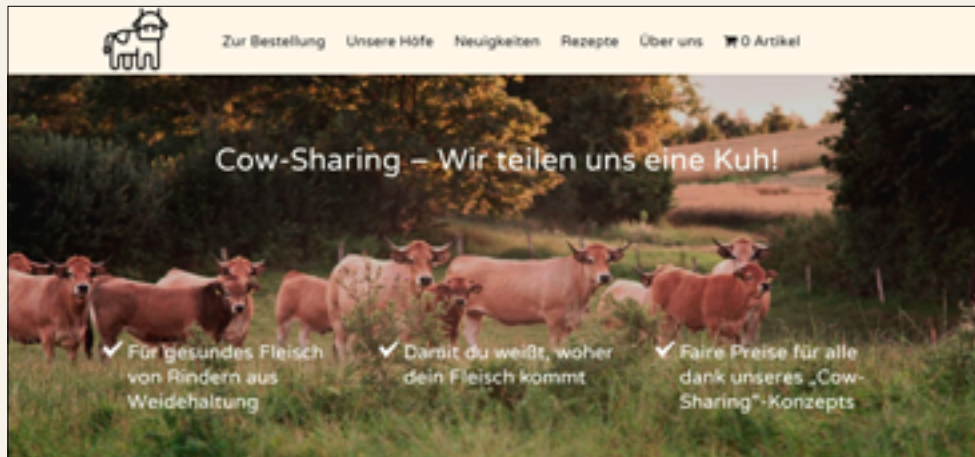 Zur Bestellung Unsere Höfe Neuigkeiten Rezepte Über uns 0 Artikel
Cow-Sharing – Wir teilen uns eine Kuh!
Für gesundes Fleisch
von Rindern aus
Weidehaltung
Damit du weißt, woher
dein Fleisch kommt
Faire Preise für alle
dank unseres „Cow-
Sharing“-Konzepts